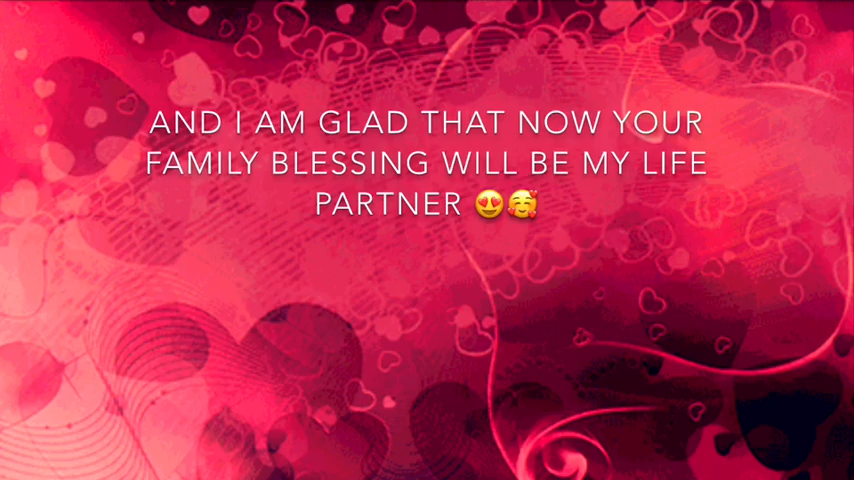 AND I AM GLAD THAT NOW YOUR
FAMILY BLESSING WILL BE MY LIFE
PARTNER 😍🥰